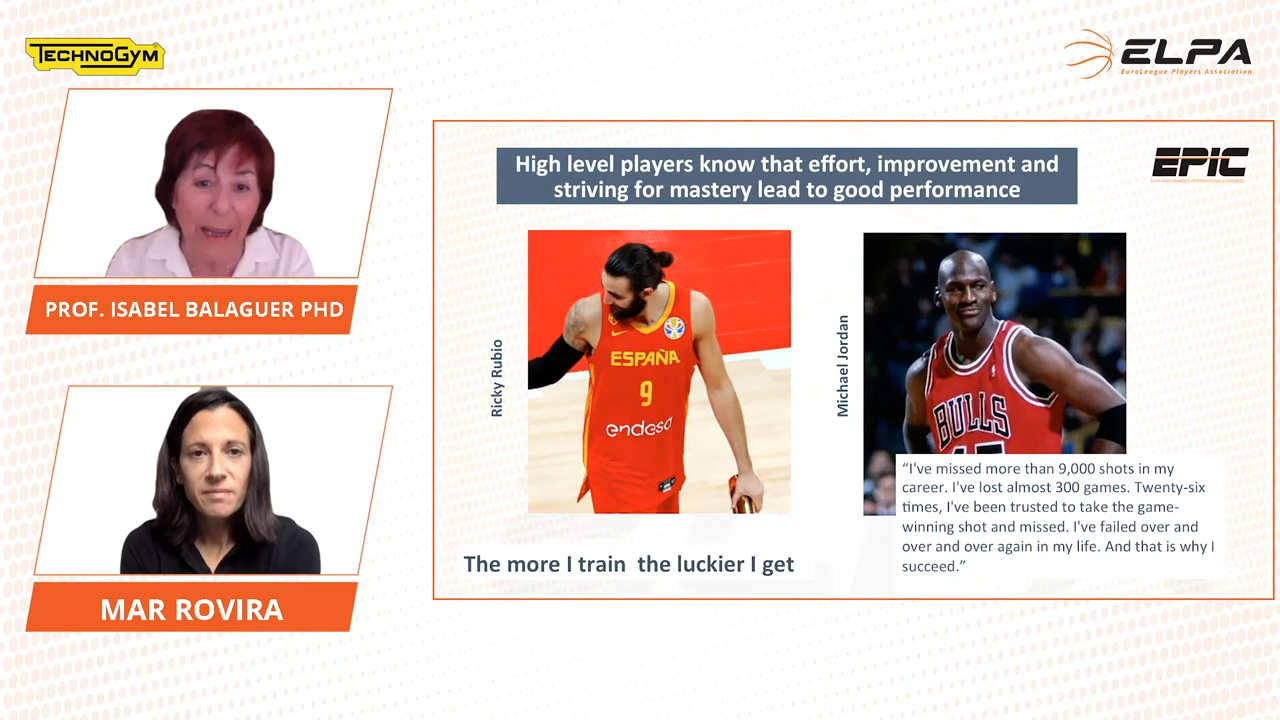 TECHNOGYM
ELPA
EuroLeague Players Association
PROF. ISABEL BALAGUER PHD
MAR ROVIRA
EPIC
High level players know that effort, improvement and
striving for mastery lead to good performance
Ricky Rubio
ESPAÑA
9
endesa
The more I train the luckier I get
Michael Jordan
BULLS
“I've missed more than 9,000 shots in my
career. I've lost almost 300 games. Twenty-six
times, I've been trusted to take the game-
winning shot and missed. I've failed over and
over and over again in my life. And that is why I
succeed.”